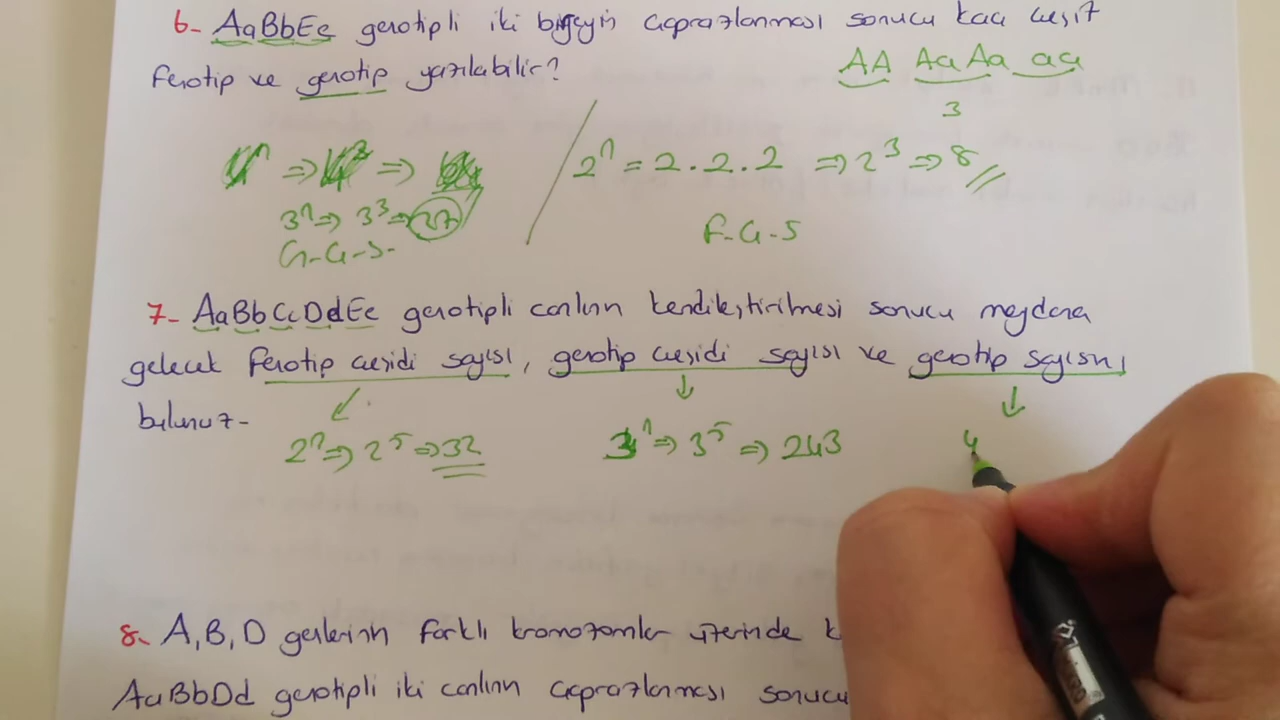 6- AaBbEe genotipli iki bireyin çaprazlanması sonucu kaç çeşit
fenotip ve genotip yazılabilir?
AA Aa Aa aa
3
2ⁿ = 2.2.2 ⇒ 2³ ⇒ 8
3ⁿ ⇒ 3³ ⇒ 27
G-Ç-S-
F-Ç-S
7- AaBbCcDdEe genotipli canlının kendileştirilmesi sonucu meydana
gelecek fenotip çeşidi sayısı, genotip çeşidi sayısı ve genotip sayısını
bulunuz-
2ⁿ ⇒ 2⁵ ⇒ 32
3ⁿ ⇒ 3⁵ ⇒ 243
4
8- A, B, D genlerinin farklı kromozomlar üzerinde
AaBbDd genotipli iki canlının çaprazlanması sonucu